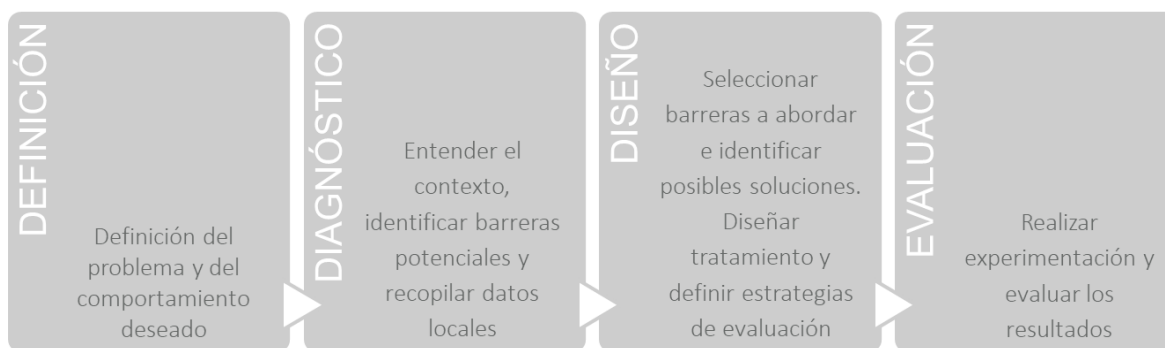 DEFINICIÓN
Definición del
problema y del
comportamiento
deseado
DIAGNÓSTICO
Entender el
contexto,
identificar barreras
potenciales y
recopilar datos
locales
DISEÑO
Seleccionar
barreras a abordar
e identificar
posibles soluciones.
Diseñar
tratamiento y
definir estrategias
de evaluación
EVALUACIÓN
Realizar
experimentación y
evaluar los
resultados